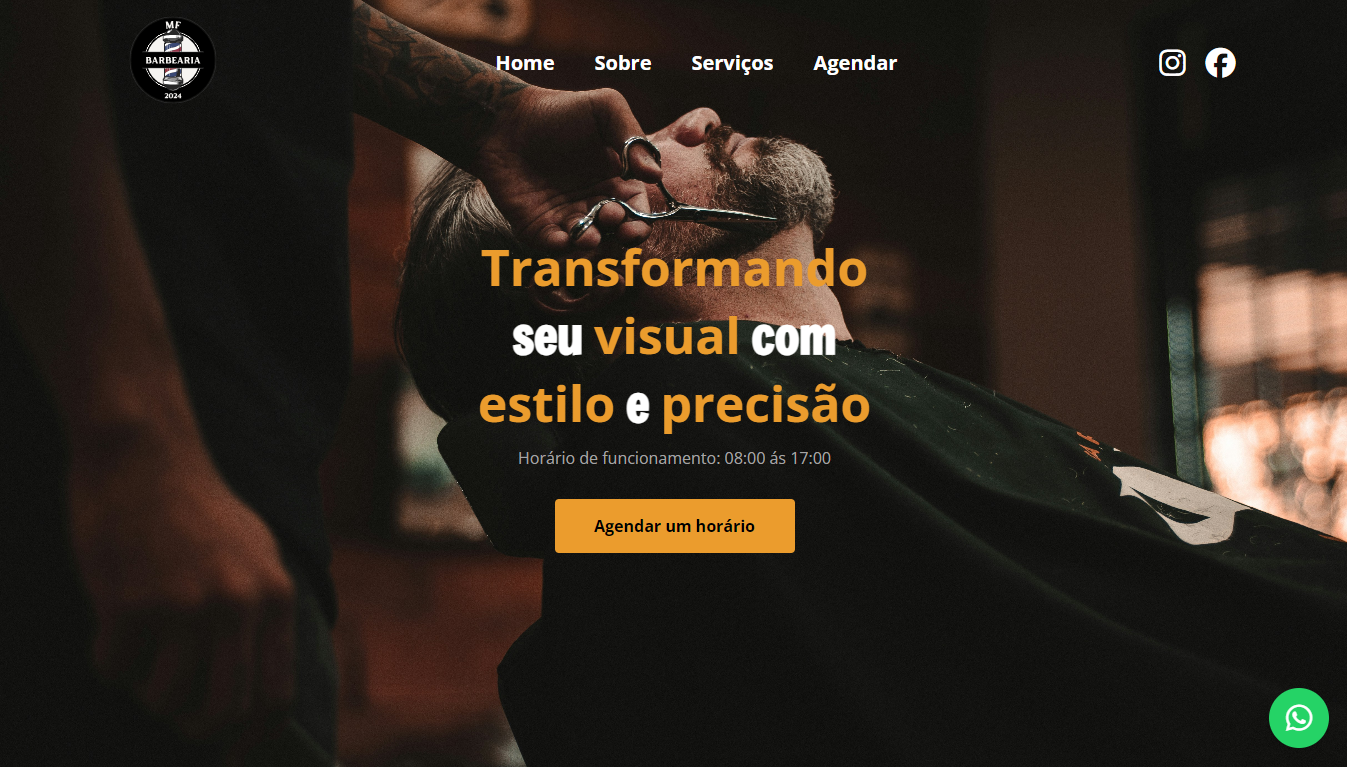 MF
BARBEARIA
2024
Home Sobre Serviços Agendar
Transformando
seu visual com
estilo e precisão
Horário de funcionamento: 08:00 ás 17:00
Agendar um horário